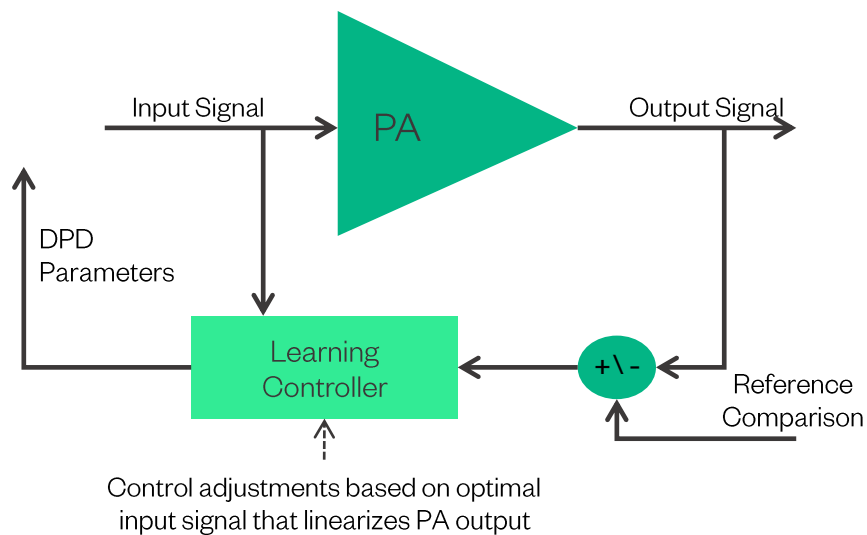 Input Signal
PA
Output Signal
DPD
Parameters
Learning
Controller
+\ -
Reference
Comparison
Control adjustments based on optimal
input signal that linearizes PA output